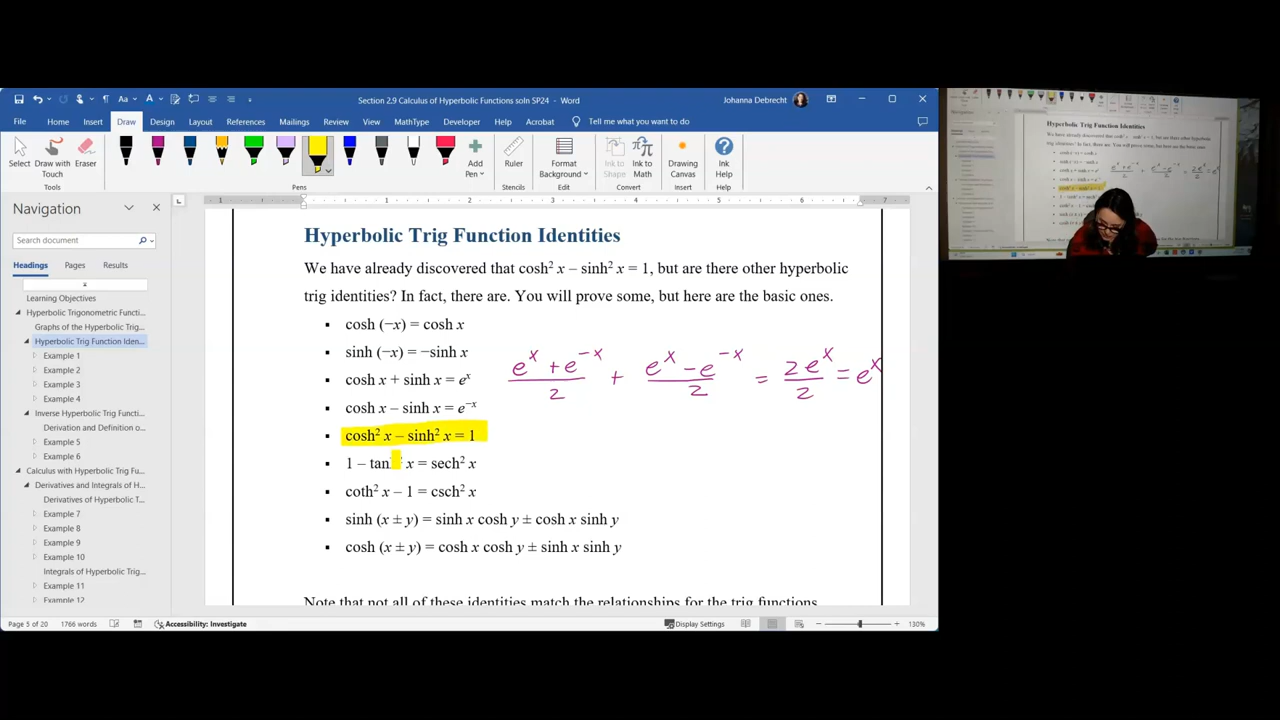 Section 2.9 Calculus of Hyperbolic Functions soln SP24 - Word
Johanna Debrecht
File Home Insert Draw Design Layout References Mailings Review View MathType Developer Help Acrobat Tell me what you want to do
Select
Draw with Touch
Eraser
Add Pen
Ruler
Format Background
Ink to Shape
Ink to Math
Drawing Canvas
Ink Help
Tools
Pens
Stencils
Insert
Convert
Insert
Replay
Help
Navigation
Search document
Headings Pages Results
Learning Objectives
Hyperbolic Trigonometric Functi...
Graphs of the Hyperbolic Trig...
Hyperbolic Trig Function Iden...
Example 1
Example 2
Example 3
Example 4
Inverse Hyperbolic Trig Functi...
Derivation and Definition o...
Example 5
Example 6
Calculus with Hyperbolic Trig Fu...
Derivatives and Integrals of H...
Derivatives of Hyperbolic T...
Example 7
Example 8
Example 9
Example 10
Integrals of Hyperbolic Trig...
Example 11
Example 12
Hyperbolic Trig Function Identities
We have already discovered that cosh² x – sinh² x = 1, but are there other hyperbolic
trig identities? In fact, there are. You will prove some, but here are the basic ones.
▪ cosh (−x) = cosh x
▪ sinh (−x) = −sinh x
▪ cosh x + sinh x = eˣ
(eˣ + e⁻ˣ)/2 + (eˣ − e⁻ˣ)/2 = 2eˣ/2 = eˣ
▪ cosh x – sinh x = e⁻ˣ
▪ cosh² x – sinh² x = 1
▪ 1 – tan x = sech² x
▪ coth² x – 1 = csch² x
▪ sinh (x ± y) = sinh x cosh y ± cosh x sinh y
▪ cosh (x ± y) = cosh x cosh y ± sinh x sinh y
Note that not all of these identities match the relationships for the trig functions
Page 5 of 20 1766 words Accessibility: Investigate
Display Settings
130%
Hyperbolic Trig Function Identities